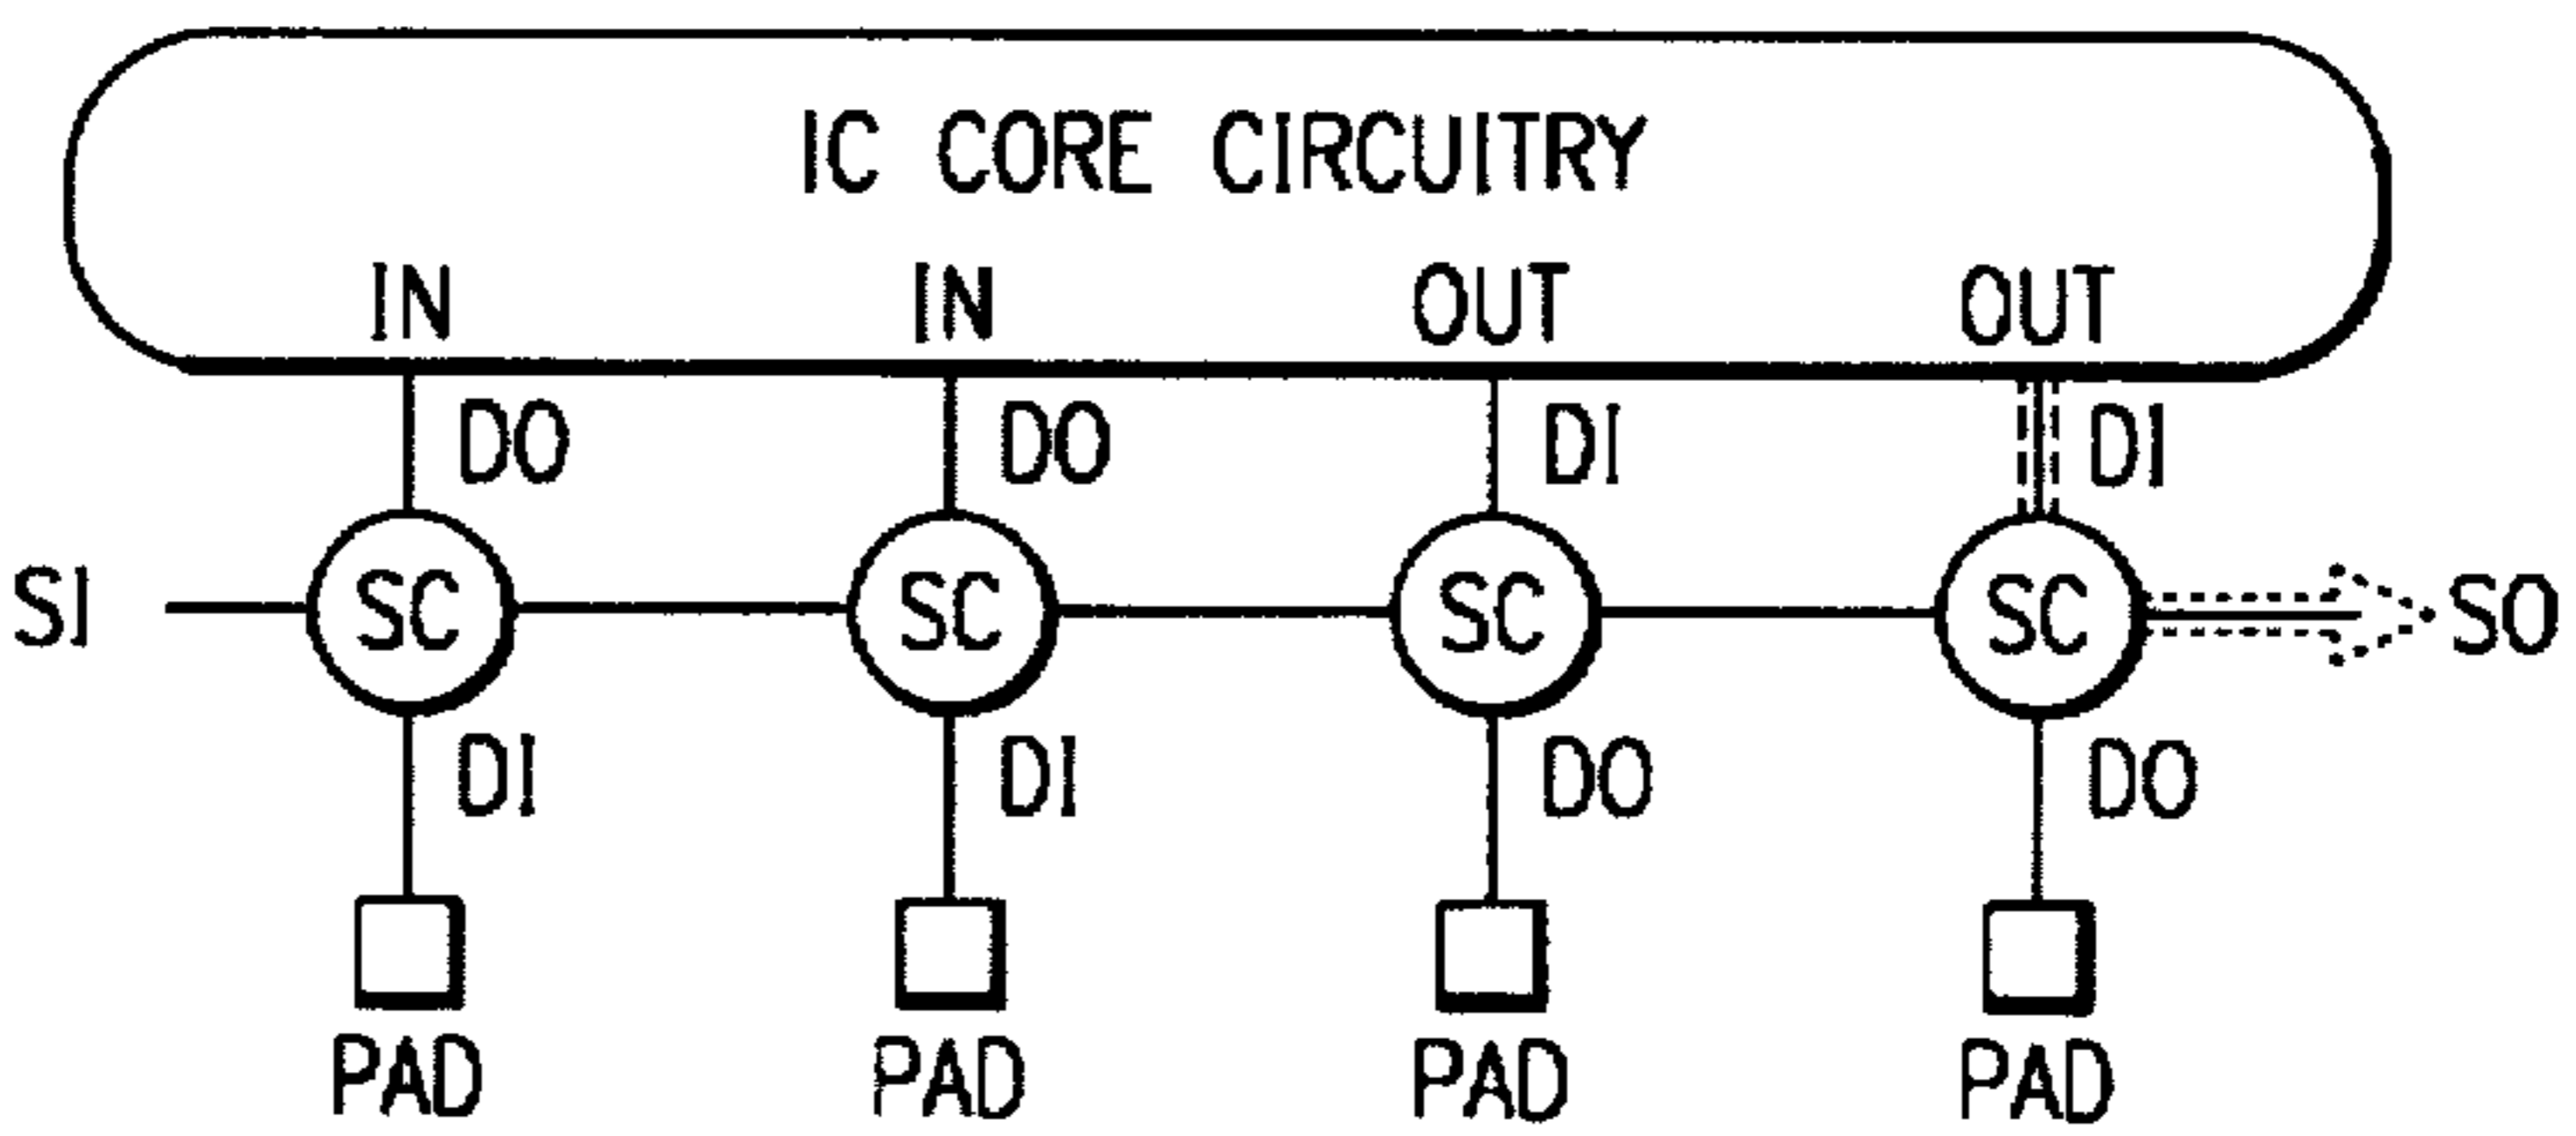 IC CORE CIRCUITRY
IN IN OUT OUT
DO DO DI DI
SI SC SC SC SC SO
DI DI DO DO
PAD PAD PAD PAD